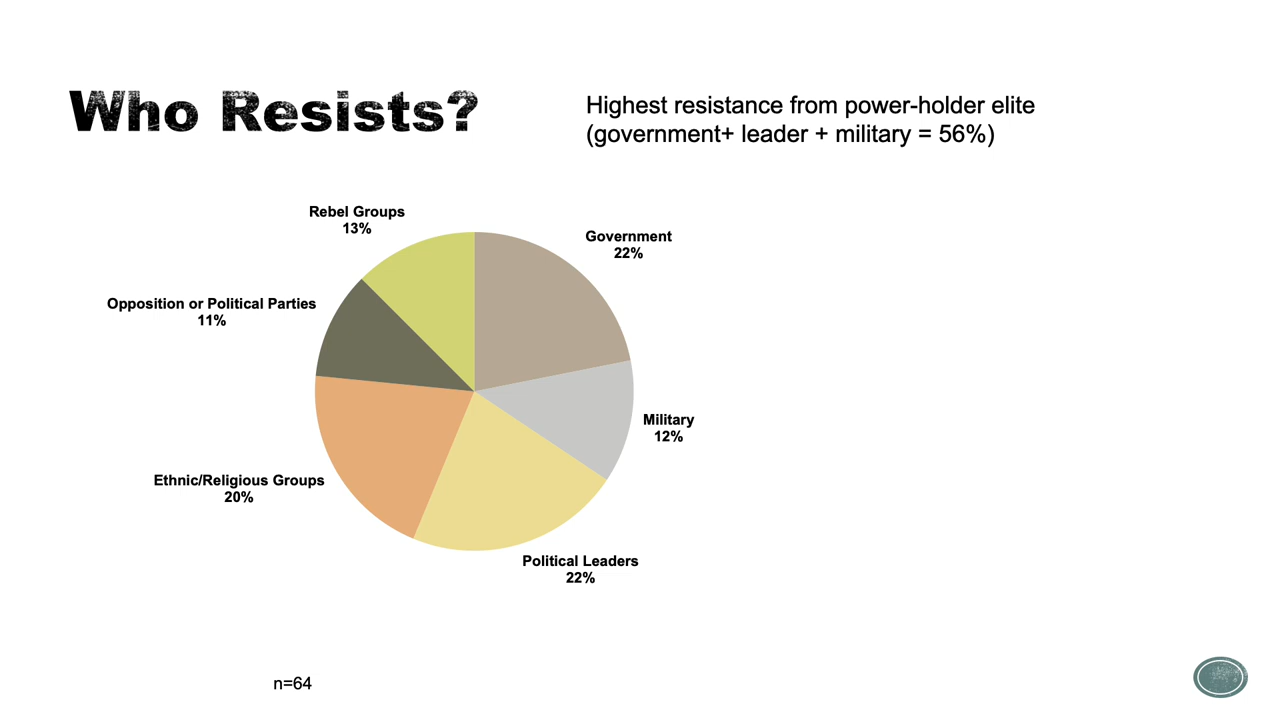 Who Resists?
Highest resistance from power-holder elite
(government+ leader + military = 56%)
Rebel Groups
13%
Government
22%
Opposition or Political Parties
11%
Military
12%
Ethnic/Religious Groups
20%
Political Leaders
22%
n=64